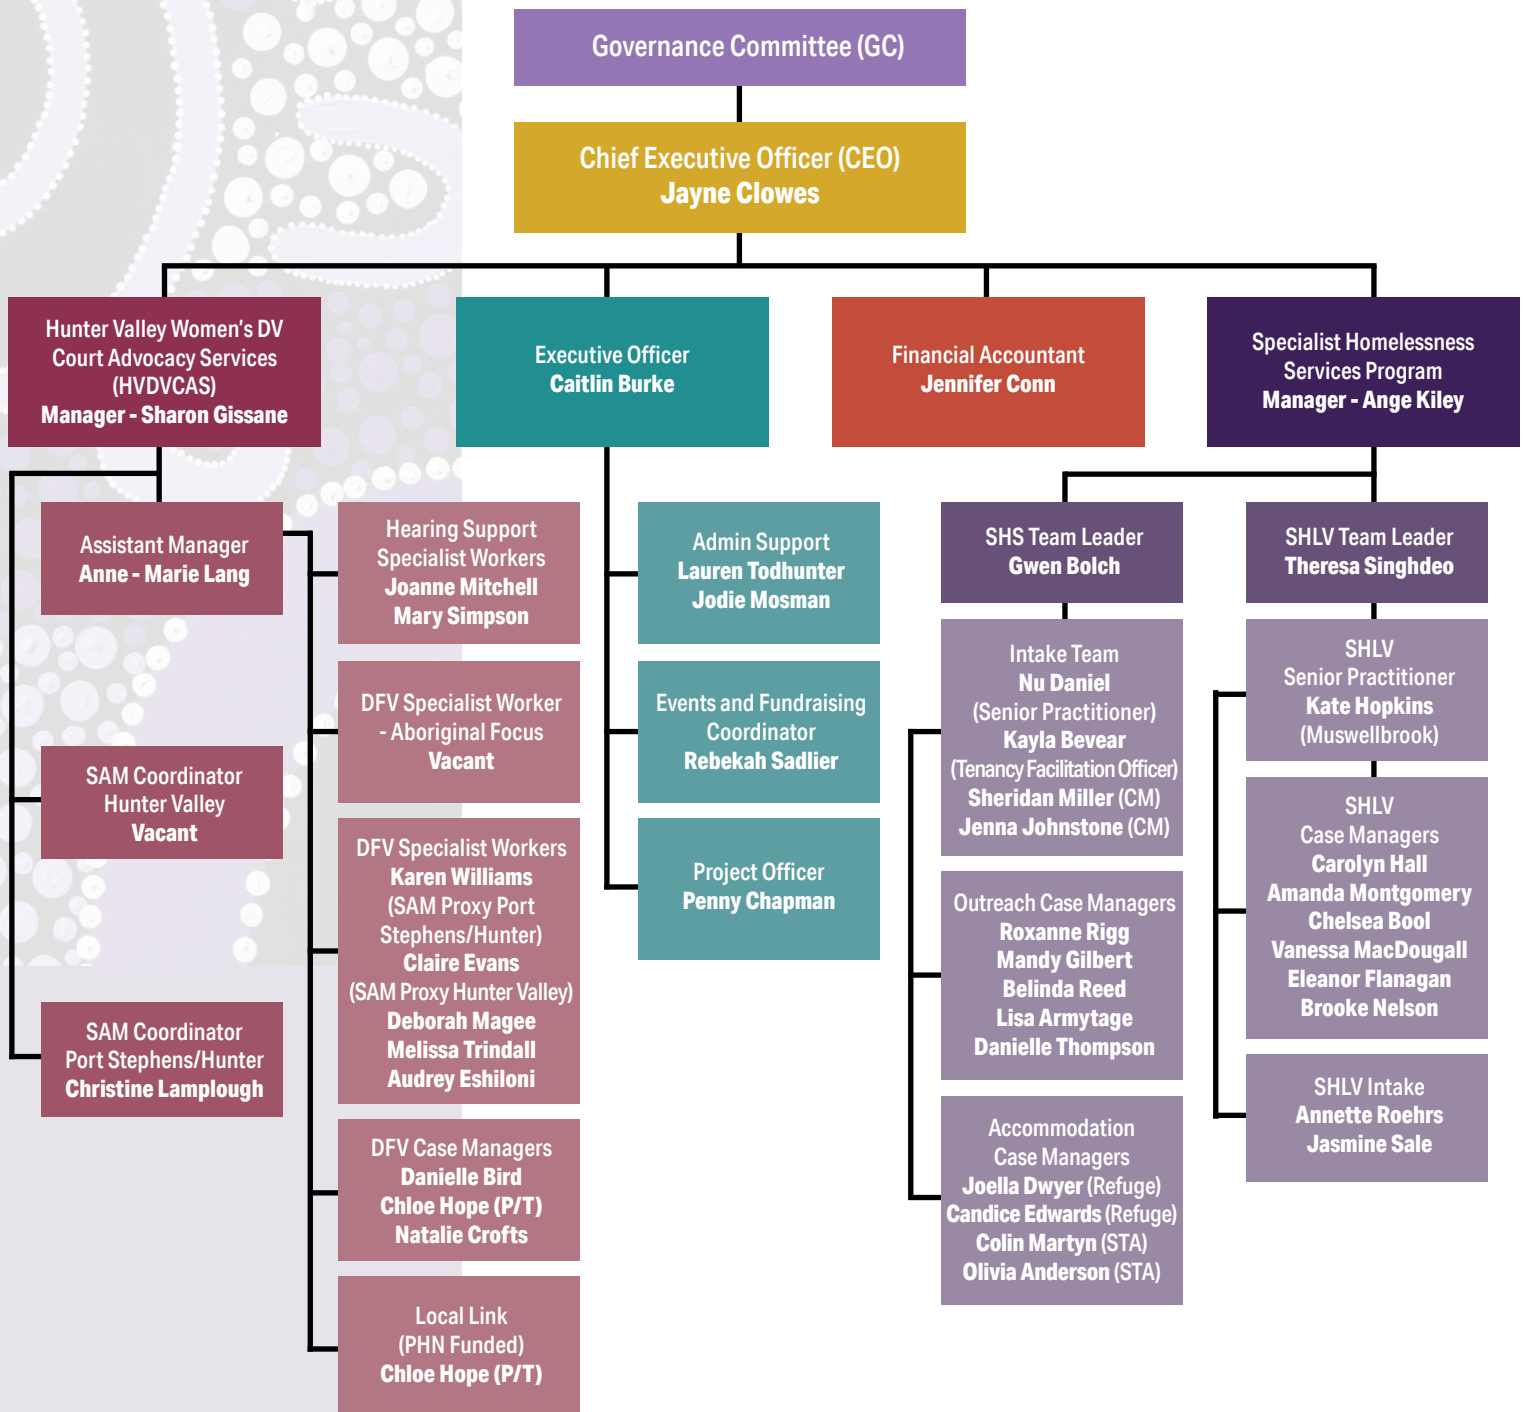 Governance Committee (GC)
Chief Executive Officer (CEO)
Jayne Clowes
Hunter Valley Women's DV
Court Advocacy Services
(HVDVCAS)
Manager - Sharon Gissane
Executive Officer
Caitlin Burke
Financial Accountant
Jennifer Conn
Specialist Homelessness
Services Program
Manager - Ange Kiley
Assistant Manager
Anne - Marie Lang
SAM Coordinator
Hunter Valley
Vacant
SAM Coordinator
Port Stephens/Hunter
Christine Lamplough
Hearing Support
Specialist Workers
Joanne Mitchell
Mary Simpson
DFV Specialist Worker
- Aboriginal Focus
Vacant
DFV Specialist Workers
Karen Williams
(SAM Proxy Port
Stephens/Hunter)
Claire Evans
(SAM Proxy Hunter Valley)
Deborah Magee
Melissa Trindall
Audrey Eshiloni
DFV Case Managers
Danielle Bird
Chloe Hope (P/T)
Natalie Crofts
Local Link
(PHN Funded)
Chloe Hope (P/T)
Admin Support
Lauren Todhunter
Jodie Mosman
Events and Fundraising
Coordinator
Rebekah Sadlier
Project Officer
Penny Chapman
SHS Team Leader
Gwen Bolch
Intake Team
Nu Daniel
(Senior Practitioner)
Kayla Bevear
(Tenancy Facilitation Officer)
Sheridan Miller (CM)
Jenna Johnstone (CM)
Outreach Case Managers
Roxanne Rigg
Mandy Gilbert
Belinda Reed
Lisa Armytage
Danielle Thompson
Accommodation
Case Managers
Joella Dwyer (Refuge)
Candice Edwards (Refuge)
Colin Martyn (STA)
Olivia Anderson (STA)
SHLV Team Leader
Theresa Singhdeo
SHLV
Senior Practitioner
Kate Hopkins
(Muswellbrook)
SHLV
Case Managers
Carolyn Hall
Amanda Montgomery
Chelsea Bool
Vanessa MacDougall
Eleanor Flanagan
Brooke Nelson
SHLV Intake
Annette Roehrs
Jasmine Sale